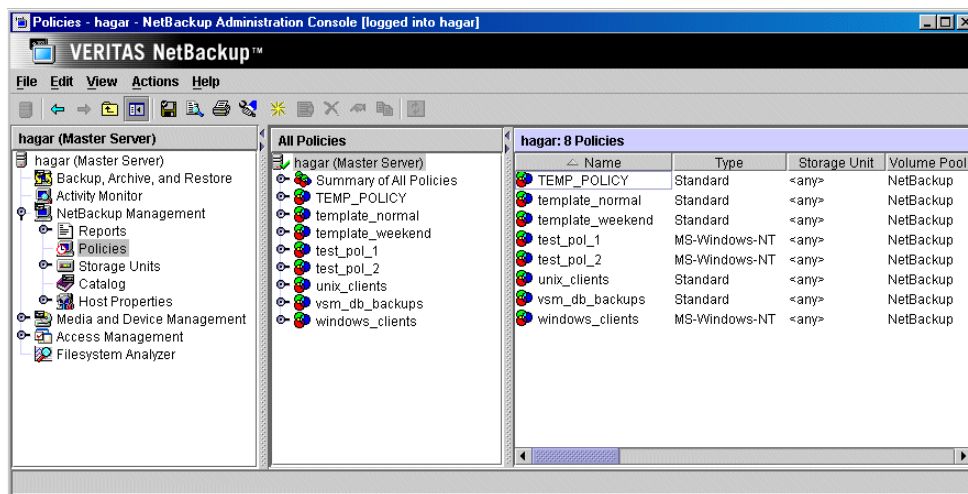 Policies - hagar - NetBackup Administration Console [logged into hagar]
VERITAS NetBackup™
File Edit View Actions Help
hagar (Master Server)
hagar (Master Server)
Backup, Archive, and Restore
Activity Monitor
NetBackup Management
Reports
Policies
Storage Units
Catalog
Host Properties
Media and Device Management
Access Management
Filesystem Analyzer
All Policies
hagar (Master Server)
Summary of All Policies
TEMP_POLICY
template_normal
template_weekend
test_pol_1
test_pol_2
unix_clients
vsm_db_backups
windows_clients
hagar: 8 Policies
Name Type Storage Unit Volume Pool
TEMP_POLICY Standard <any> NetBackup
template_normal Standard <any> NetBackup
template_weekend Standard <any> NetBackup
test_pol_1 MS-Windows-NT <any> NetBackup
test_pol_2 MS-Windows-NT <any> NetBackup
unix_clients Standard <any> NetBackup
vsm_db_backups Standard <any> NetBackup
windows_clients MS-Windows-NT <any> NetBackup